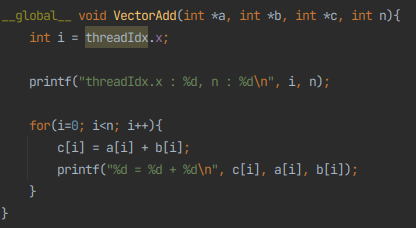 __global__ void VectorAdd(int *a, int *b, int *c, int n){
    int i = threadIdx.x;
    printf("threadIdx.x : %d, n : %d\n", i, n);
    for(i=0; i<n; i++){
        c[i] = a[i] + b[i];
        printf("%d = %d + %d\n", c[i], a[i], b[i]);
    }
}